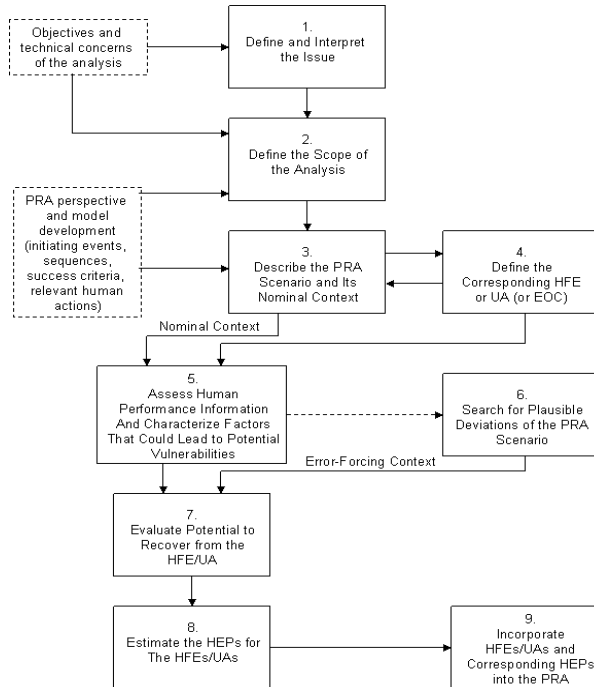 Objectives and
technical concerns
of the analysis
1.
Define and Interpret
the Issue
2.
Define the Scope of
the Analysis
PRA perspective
and model
development
(initiating events,
sequences,
success criteria,
relevant human
actions)
3.
Describe the PRA
Scenario and Its
Nominal Context
4.
Define the
Corresponding HFE
or UA (or EOC)
Nominal Context
5.
Assess Human
Performance Information
And Characterize Factors
That Could Lead to Potential
Vulnerabilities
6.
Search for Plausible
Deviations of the PRA
Scenario
Error-Forcing Context
7.
Evaluate Potential to
Recover from the
HFE/UA
8.
Estimate the HEPs for
The HFEs/UAs
9.
Incorporate
HFEs/UAs and
Corresponding HEPs
into the PRA